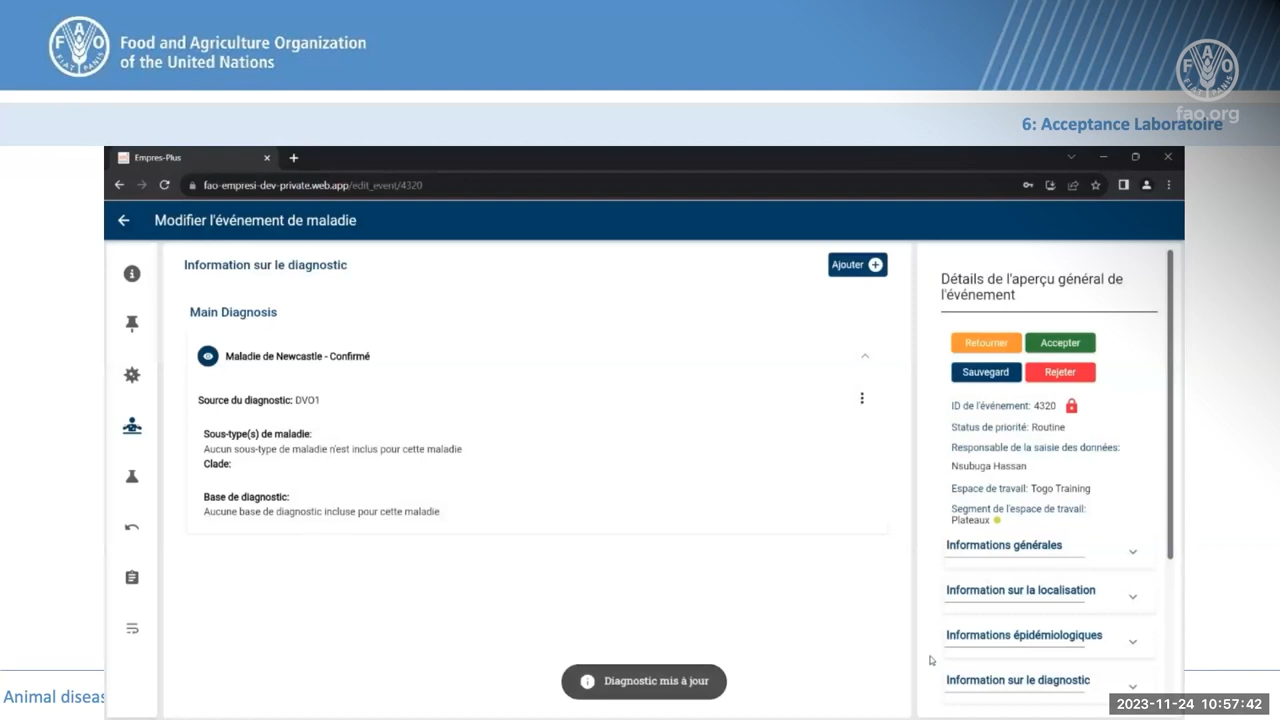 Food and Agriculture Organization
of the United Nations
FAO
FIAT PANIS
FAO
FIAT PANIS
fao.org
6: Acceptance Laboratoire
Empres-Plus
fao-empresi-dev-private.web.app/edit_event/4320
Modifier l'événement de maladie
Information sur le diagnostic
Ajouter
Main Diagnosis
Maladie de Newcastle - Confirmé
Source du diagnostic: DVO1
Sous-type(s) de maladie:
Aucun sous-type de maladie n'est inclus pour cette maladie
Clade:
Base de diagnostic:
Aucune base de diagnostic incluse pour cette maladie
Diagnostic mis à jour
Détails de l'aperçu général de
l'événement
Retourner
Accepter
Sauvegard
Rejeter
ID de l'événement: 4320
Status de priorité: Routine
Responsable de la saisie des données:
Nsubuga Hassan
Espace de travail: Togo Training
Segment de l'espace de travail:
Plateaux
Informations générales
Information sur la localisation
Informations épidémiologiques
Information sur le diagnostic
Animal diseas
2023-11-24 10:57:42